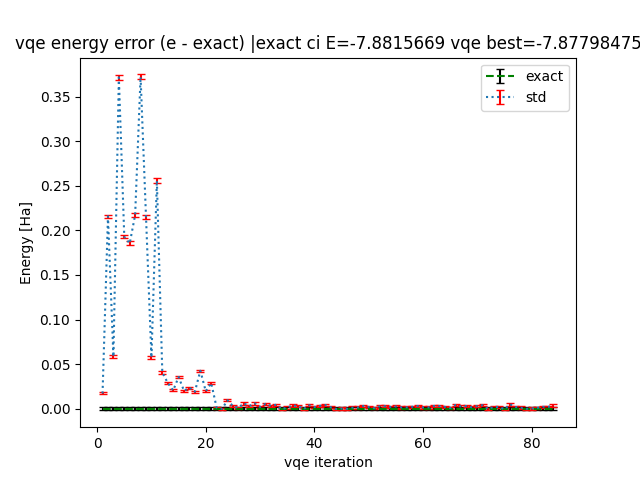 vqe energy error (e - exact) |exact ci E=-7.8815669 vqe best=-7.87798475
exact
std
0.35
0.30
0.25
0.20
0.15
0.10
0.05
0.00
Energy [Ha]
0 20 40 60 80
vqe iteration